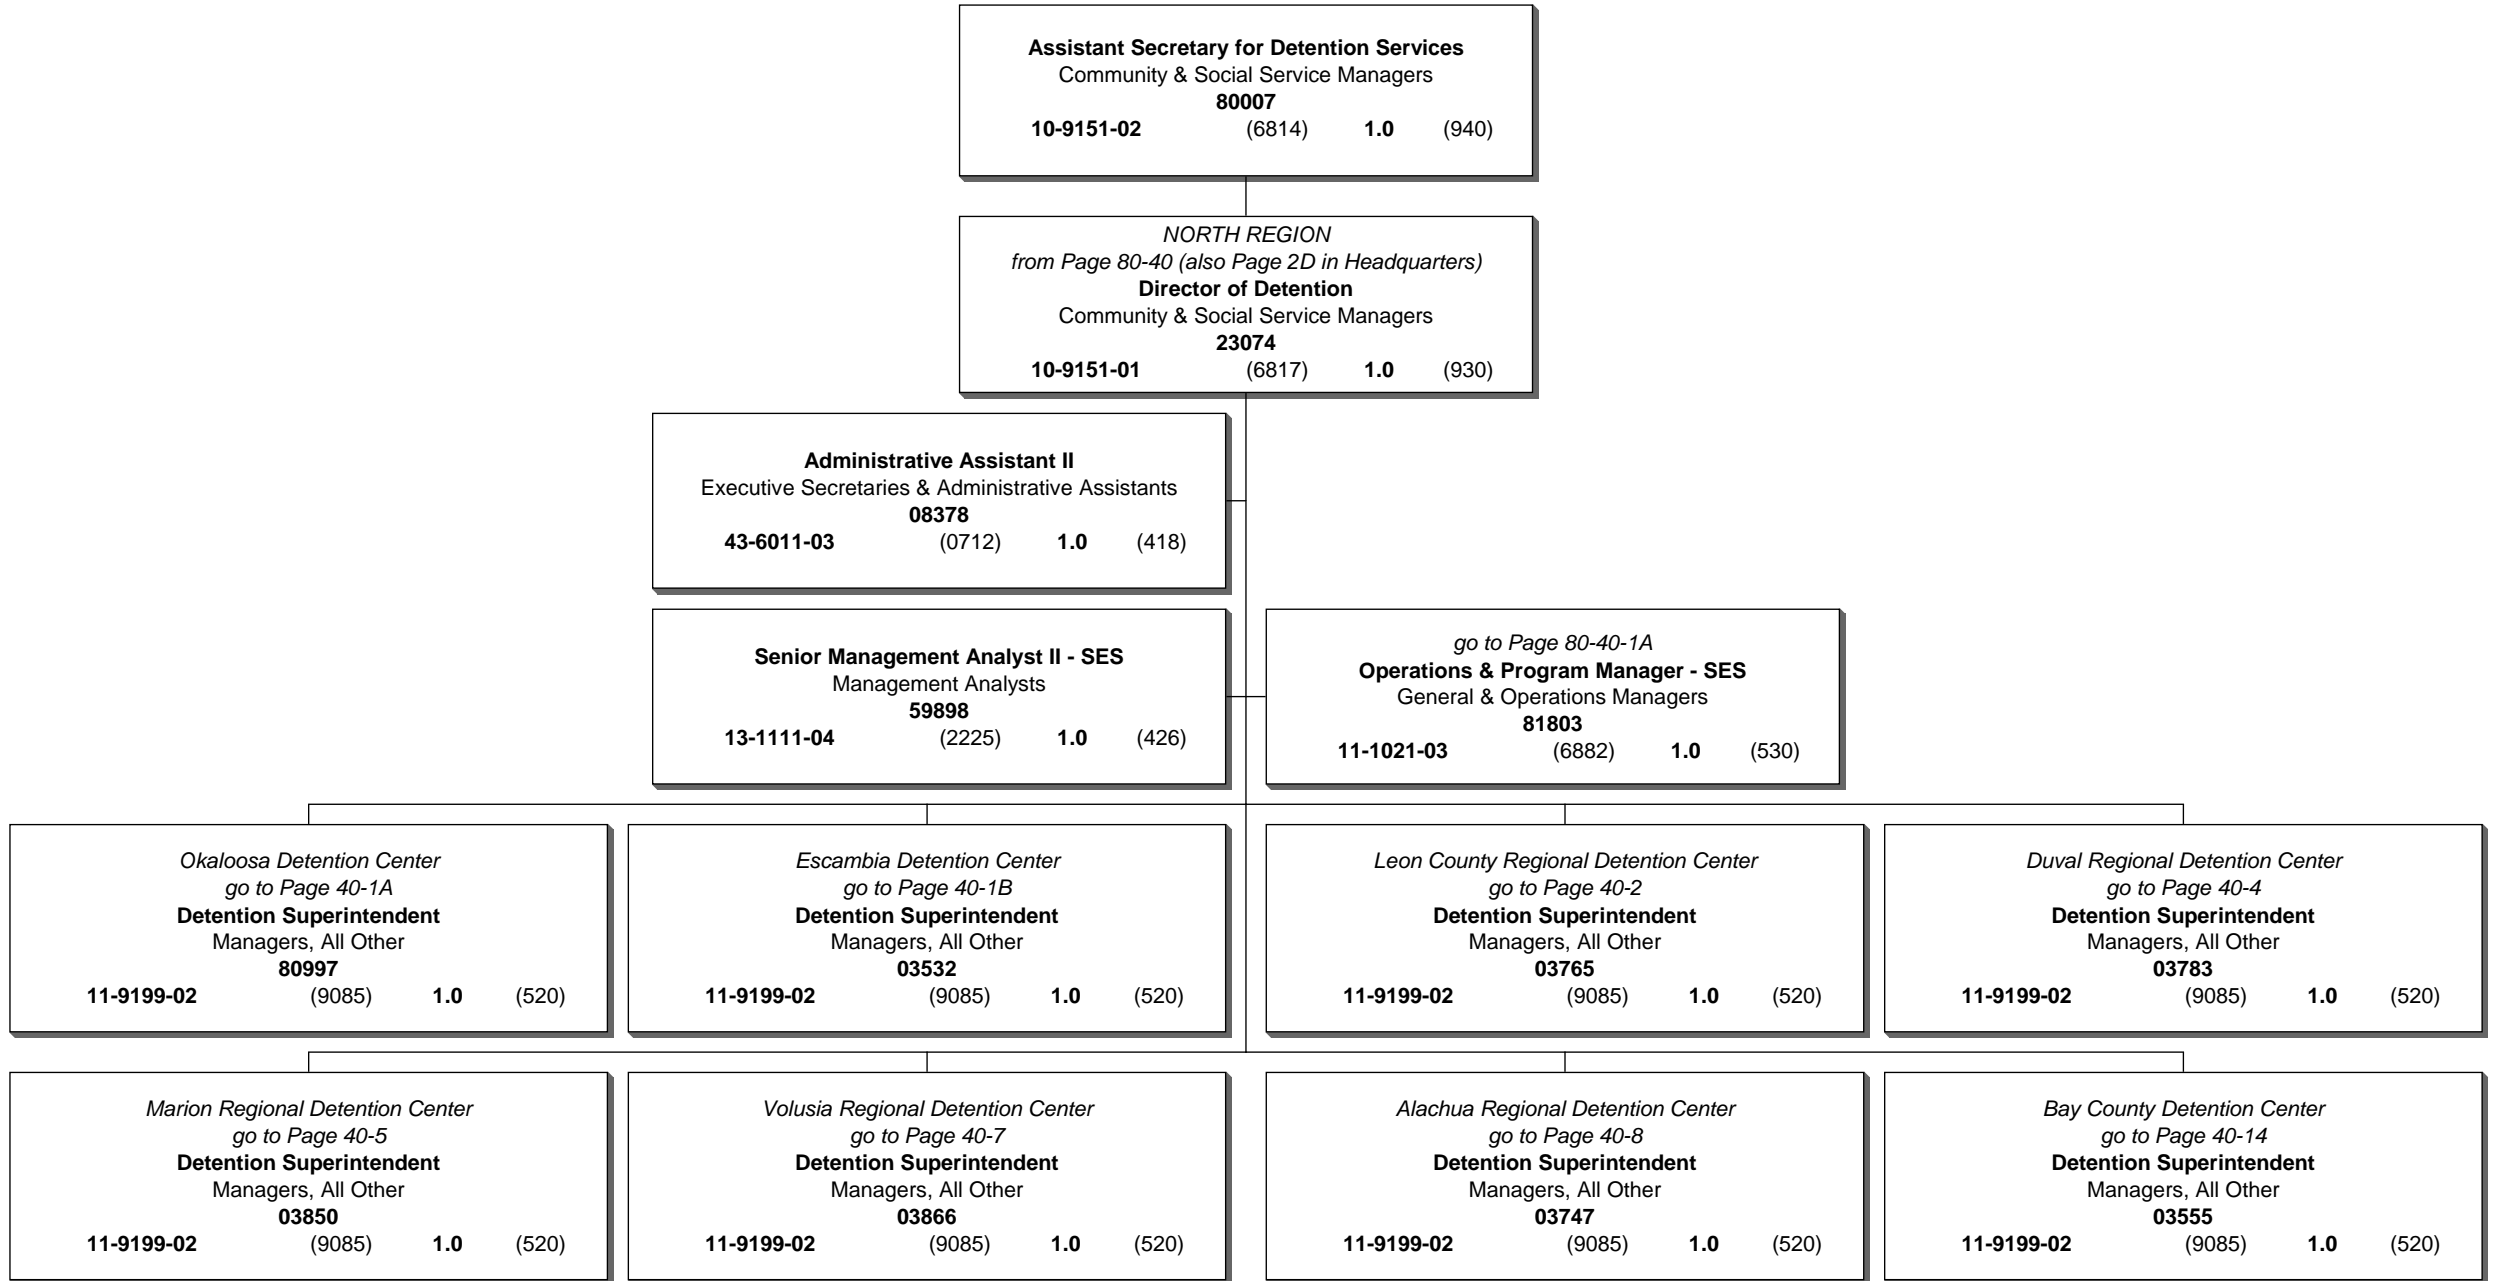 Assistant Secretary for Detention Services
Community & Social Service Managers
80007
10-9151-02 (6814) 1.0 (940)
NORTH REGION
from Page 80-40 (also Page 2D in Headquarters)
Director of Detention
Community & Social Service Managers
23074
10-9151-01 (6817) 1.0 (930)
Administrative Assistant II
Executive Secretaries & Administrative Assistants
08378
43-6011-03 (0712) 1.0 (418)
Senior Management Analyst II - SES
Management Analysts
59898
13-1111-04 (2225) 1.0 (426)
go to Page 80-40-1A
Operations & Program Manager - SES
General & Operations Managers
81803
11-1021-03 (6882) 1.0 (530)
Okaloosa Detention Center
go to Page 40-1A
Detention Superintendent
Managers, All Other
80997
11-9199-02 (9085) 1.0 (520)
Escambia Detention Center
go to Page 40-1B
Detention Superintendent
Managers, All Other
03532
11-9199-02 (9085) 1.0 (520)
Leon County Regional Detention Center
go to Page 40-2
Detention Superintendent
Managers, All Other
03765
11-9199-02 (9085) 1.0 (520)
Duval Regional Detention Center
go to Page 40-4
Detention Superintendent
Managers, All Other
03783
11-9199-02 (9085) 1.0 (520)
Marion Regional Detention Center
go to Page 40-5
Detention Superintendent
Managers, All Other
03850
11-9199-02 (9085) 1.0 (520)
Volusia Regional Detention Center
go to Page 40-7
Detention Superintendent
Managers, All Other
03866
11-9199-02 (9085) 1.0 (520)
Alachua Regional Detention Center
go to Page 40-8
Detention Superintendent
Managers, All Other
03747
11-9199-02 (9085) 1.0 (520)
Bay County Detention Center
go to Page 40-14
Detention Superintendent
Managers, All Other
03555
11-9199-02 (9085) 1.0 (520)